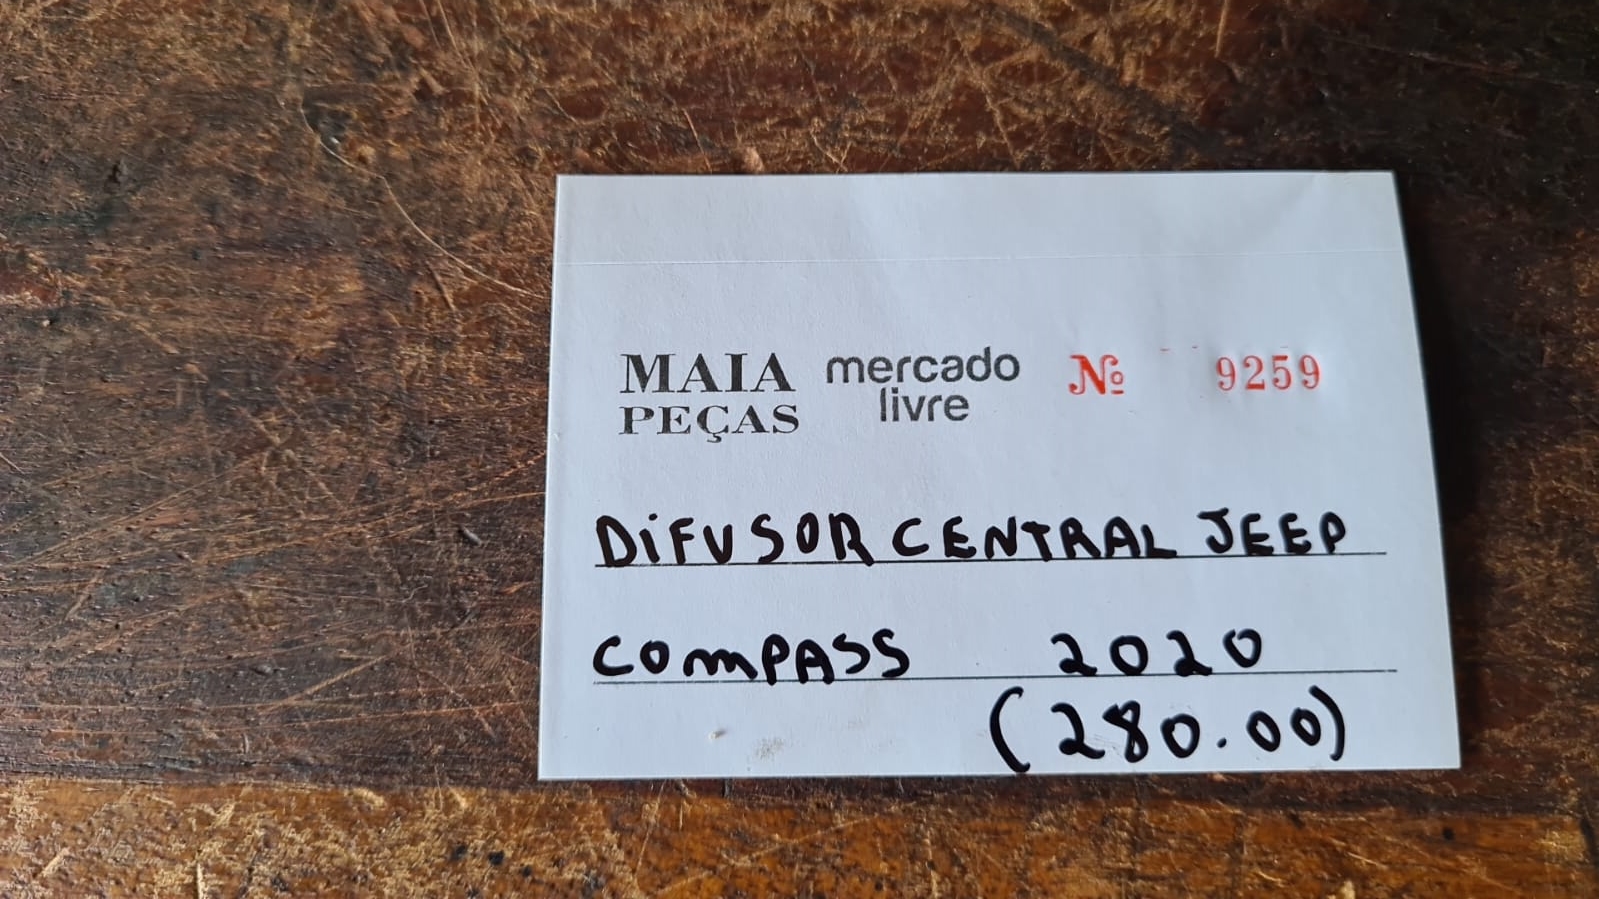 MAIA PEÇAS mercado livre Nº 9259
DiFUSOR CENTRAL JEEP
COMPASS 2020
(280.00)